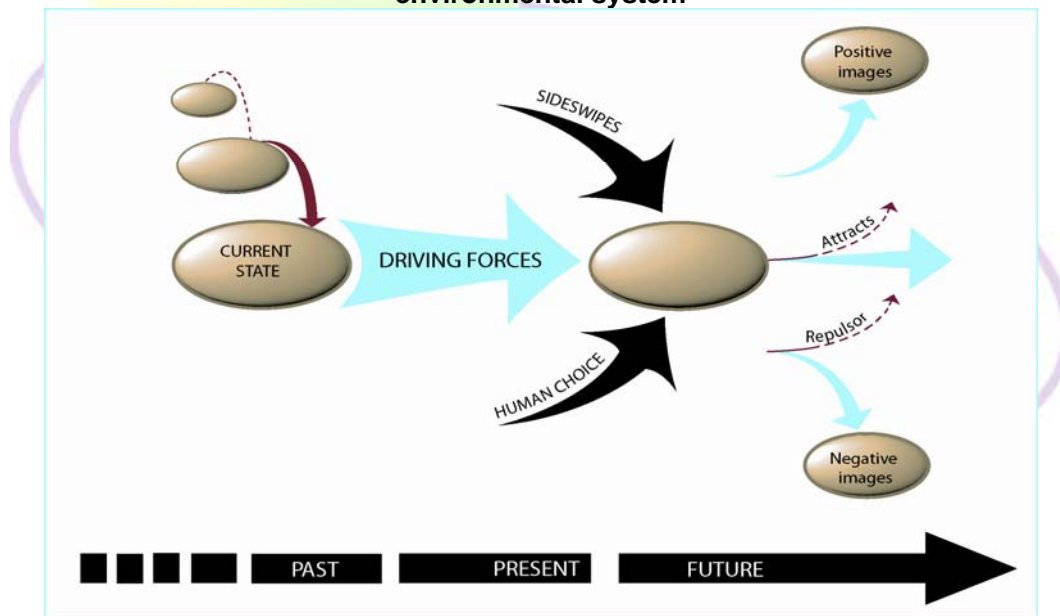 environmental system
Positive
images
SIDESWIPES
Attracts
CURRENT
STATE
DRIVING FORCES
Repulsor
HUMAN CHOICE
Negative
images
PAST
PRESENT
FUTURE